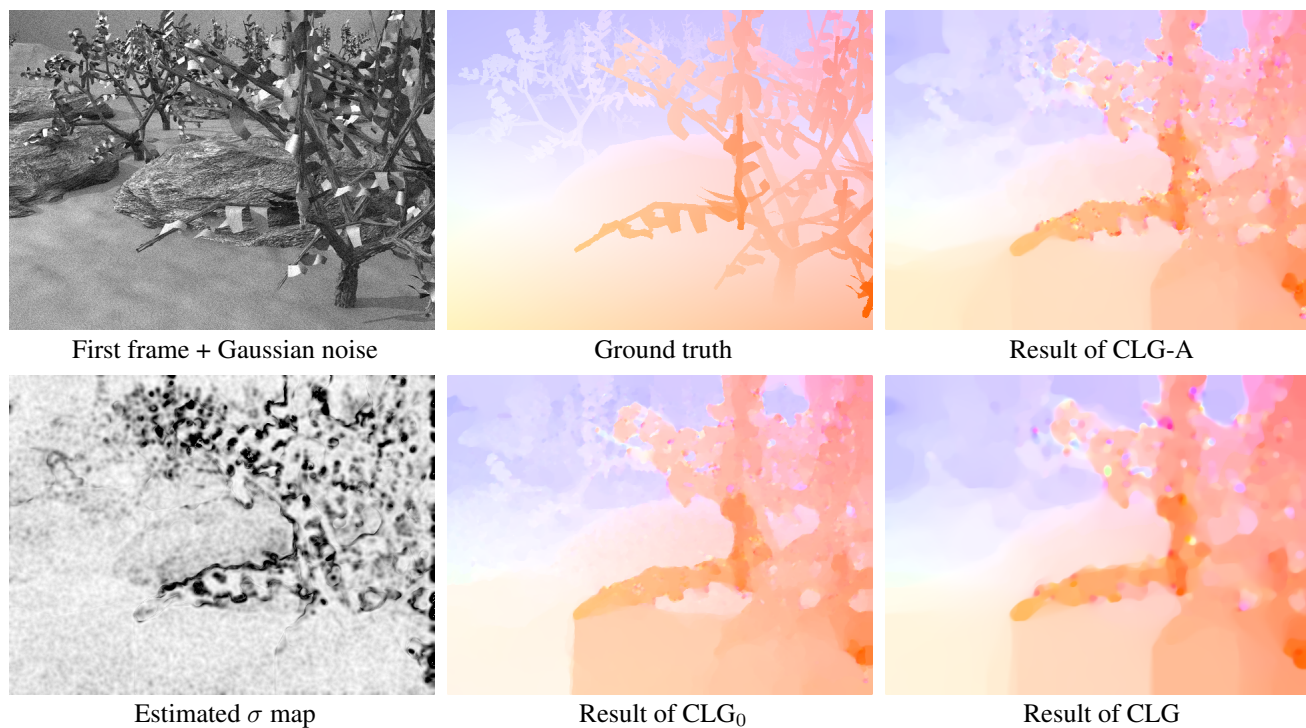 First frame + Gaussian noise
Ground truth
Result of CLG-A
Estimated σ map
Result of CLG₀
Result of CLG